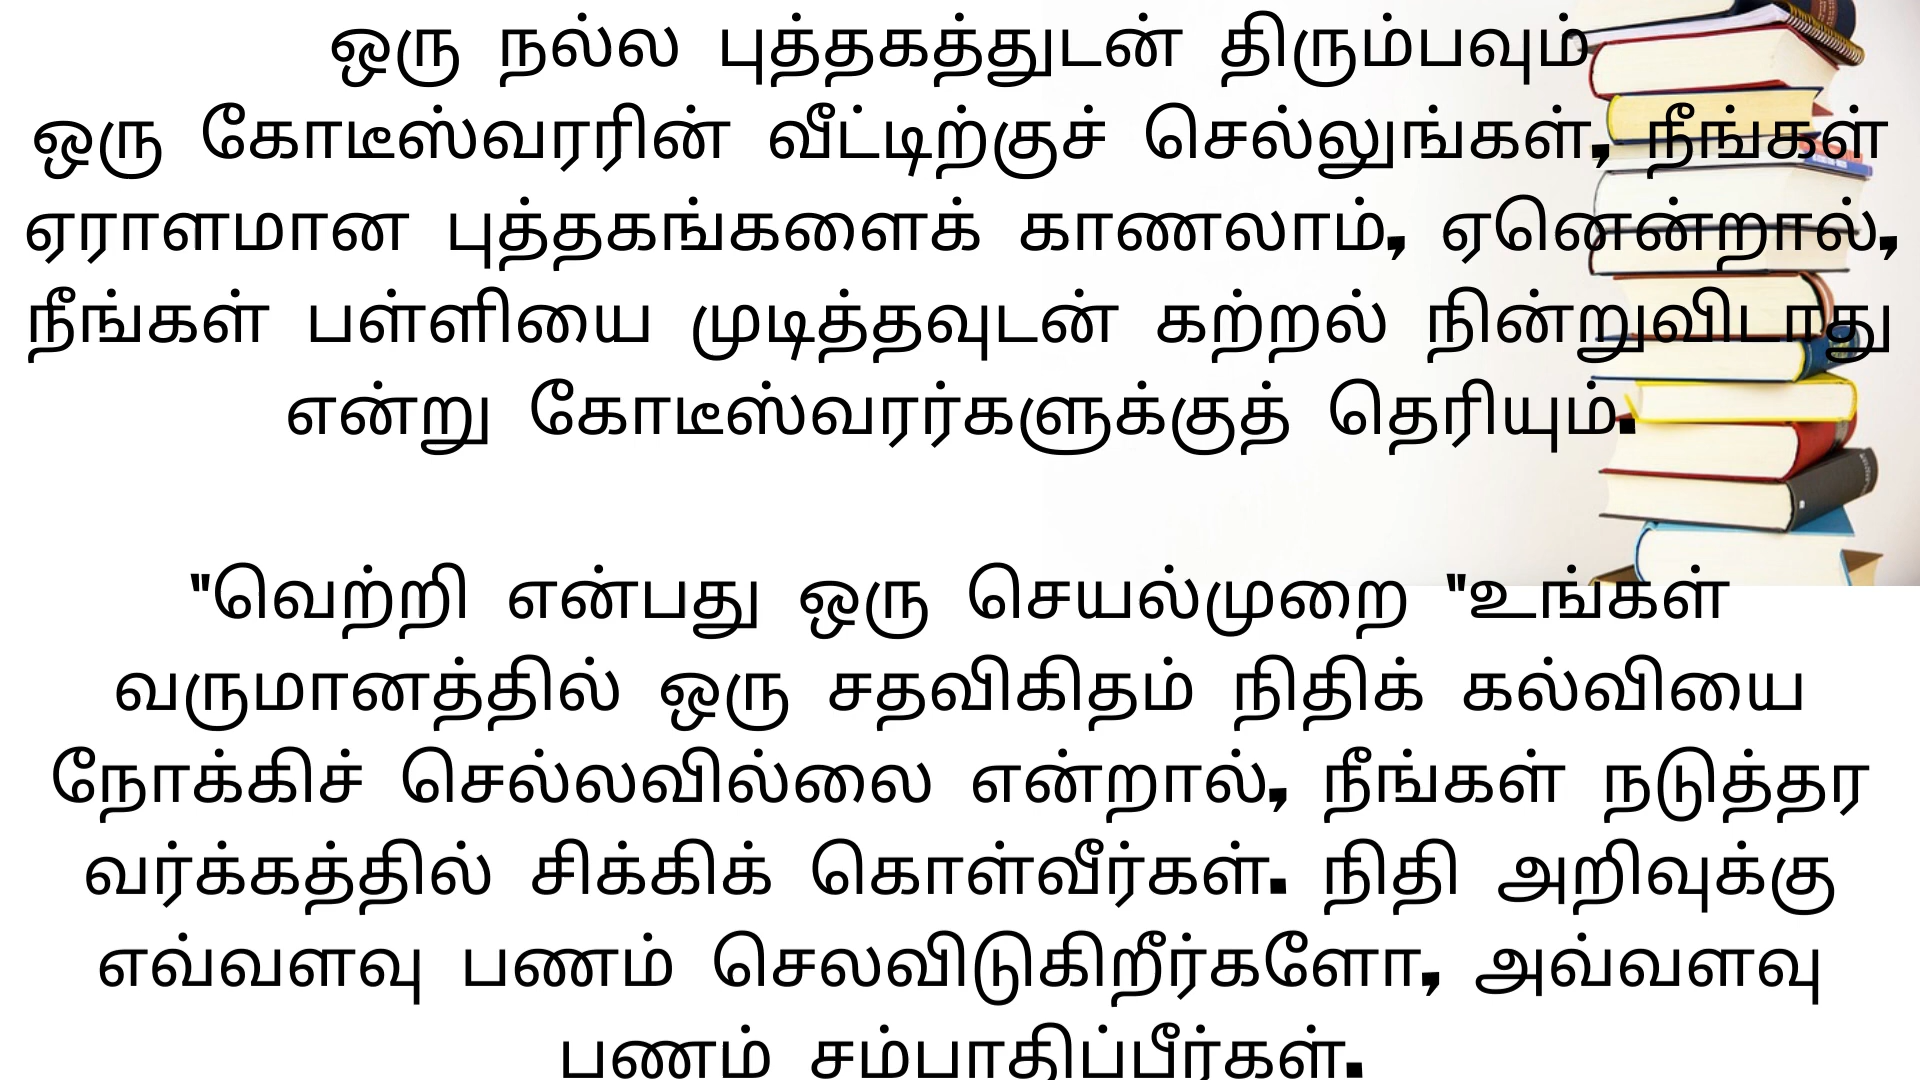 ஒரு நல்ல புத்தகத்துடன் திரும்பவும்
ஒரு கோடீஸ்வரரின் வீட்டிற்குச் செல்லுங்கள், நீங்கள்
ஏராளமான புத்தகங்களைக் காணலாம், ஏனென்றால்,
நீங்கள் பள்ளியை முடித்தவுடன் கற்றல் நின்றுவிடாது
என்று கோடீஸ்வரர்களுக்குத் தெரியும்.
"வெற்றி என்பது ஒரு செயல்முறை "உங்கள்
வருமானத்தில் ஒரு சதவிகிதம் நிதிக் கல்வியை
நோக்கிச் செல்லவில்லை என்றால், நீங்கள் நடுத்தர
வர்க்கத்தில் சிக்கிக் கொள்வீர்கள். நிதி அறிவுக்கு
எவ்வளவு பணம் செலவிடுகிறீர்களோ, அவ்வளவு
பணம் சம்பாதிப்பீர்கள்.